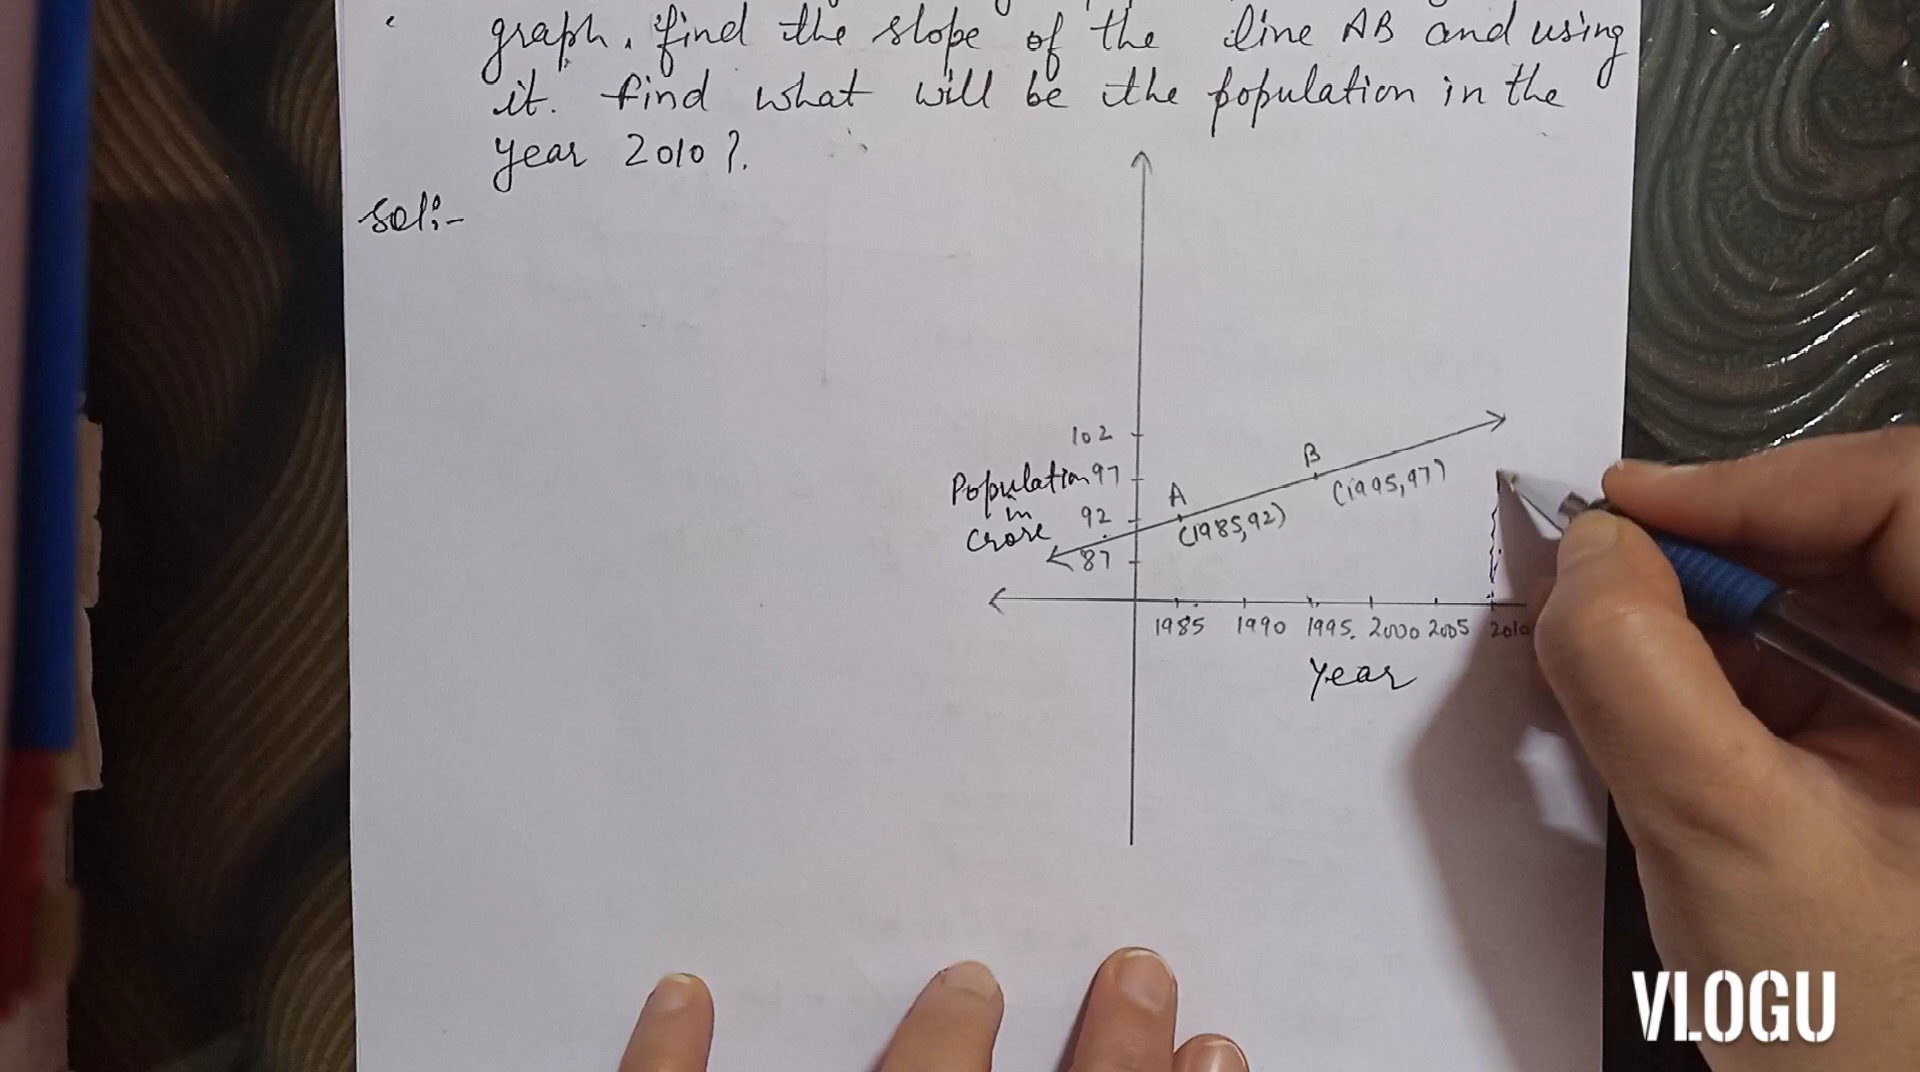 graph. find the slope of the line AB and using
it. find what will be the population in the
year 2010?.
Sol:-
102
Population 97
in
crore
92
87
A
(1985,92)
B
(1995,97)
1985 1990 1995. 2000 2005 2010
Year
VLOGU